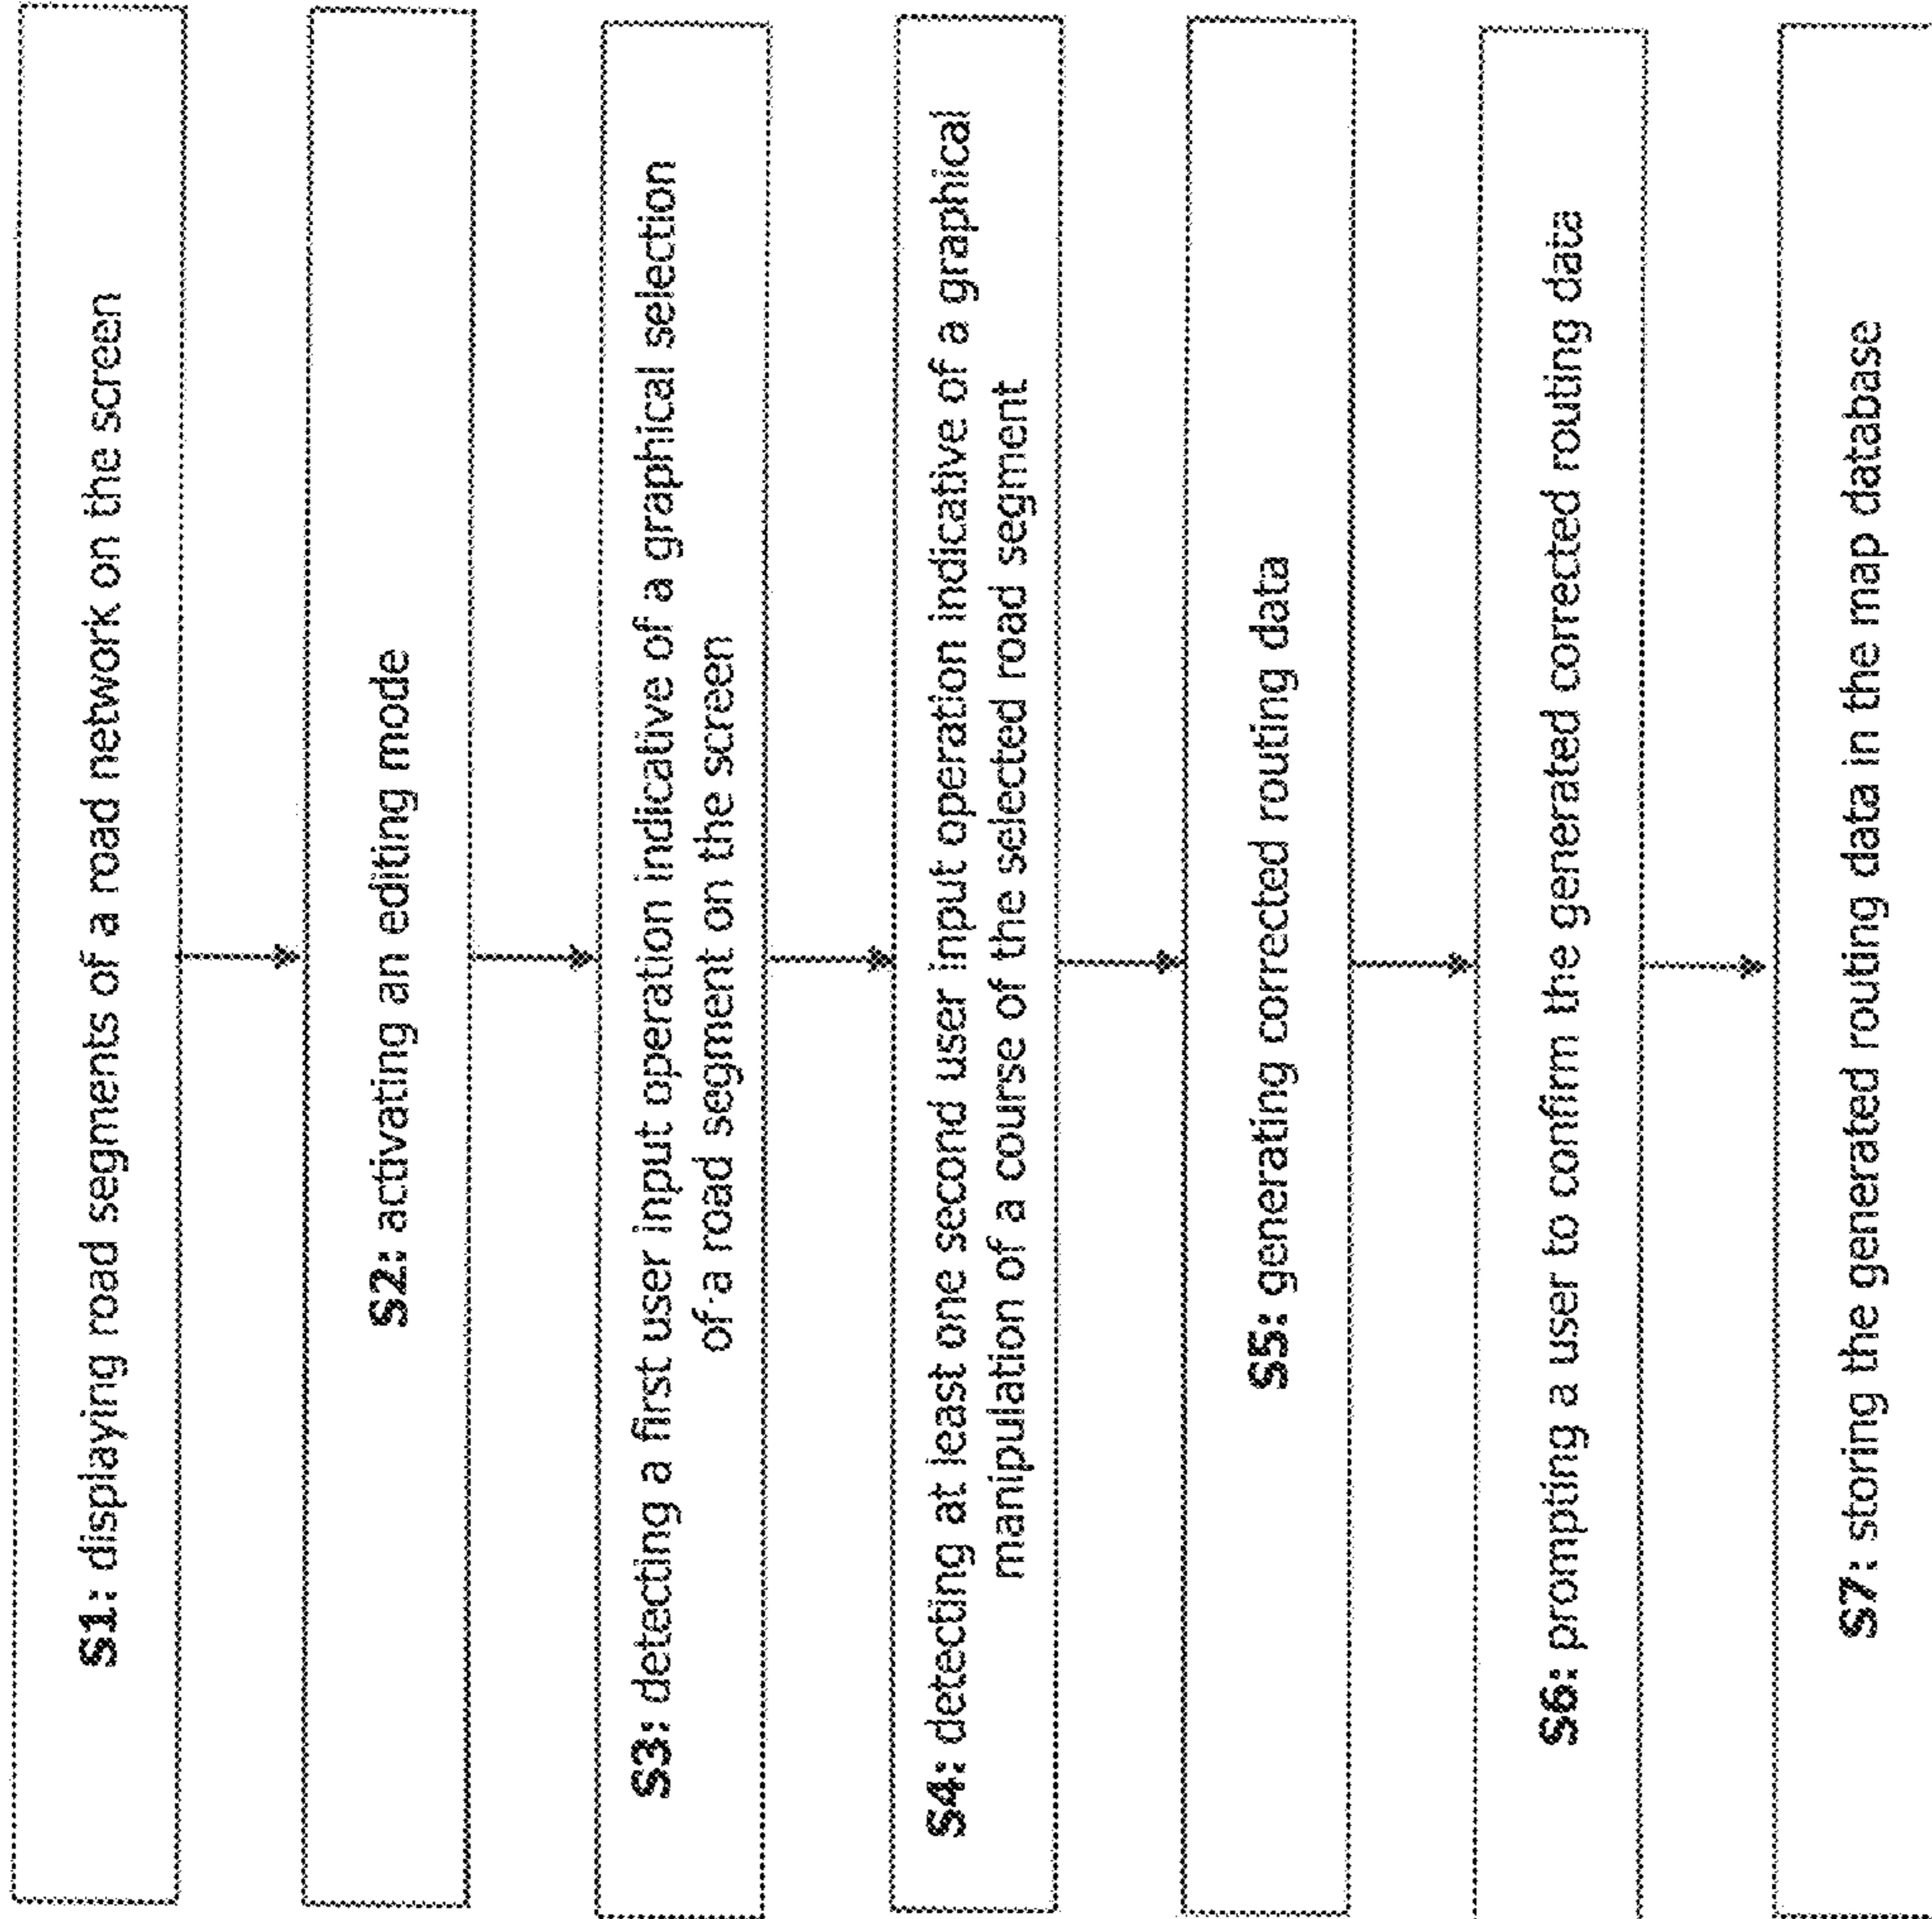 S1: displaying road segments of a road network on the screen
S2: activating an editing mode
S3: detecting a first user input operation indicative of a graphical selection
of a road segment on the screen
S4: detecting at least one second user input operation indicative of a graphical
manipulation of a course of the selected road segment
S5: generating corrected routing data
S6: prompting a user to confirm the generated corrected routing data
S7: storing the generated routing data in the map database